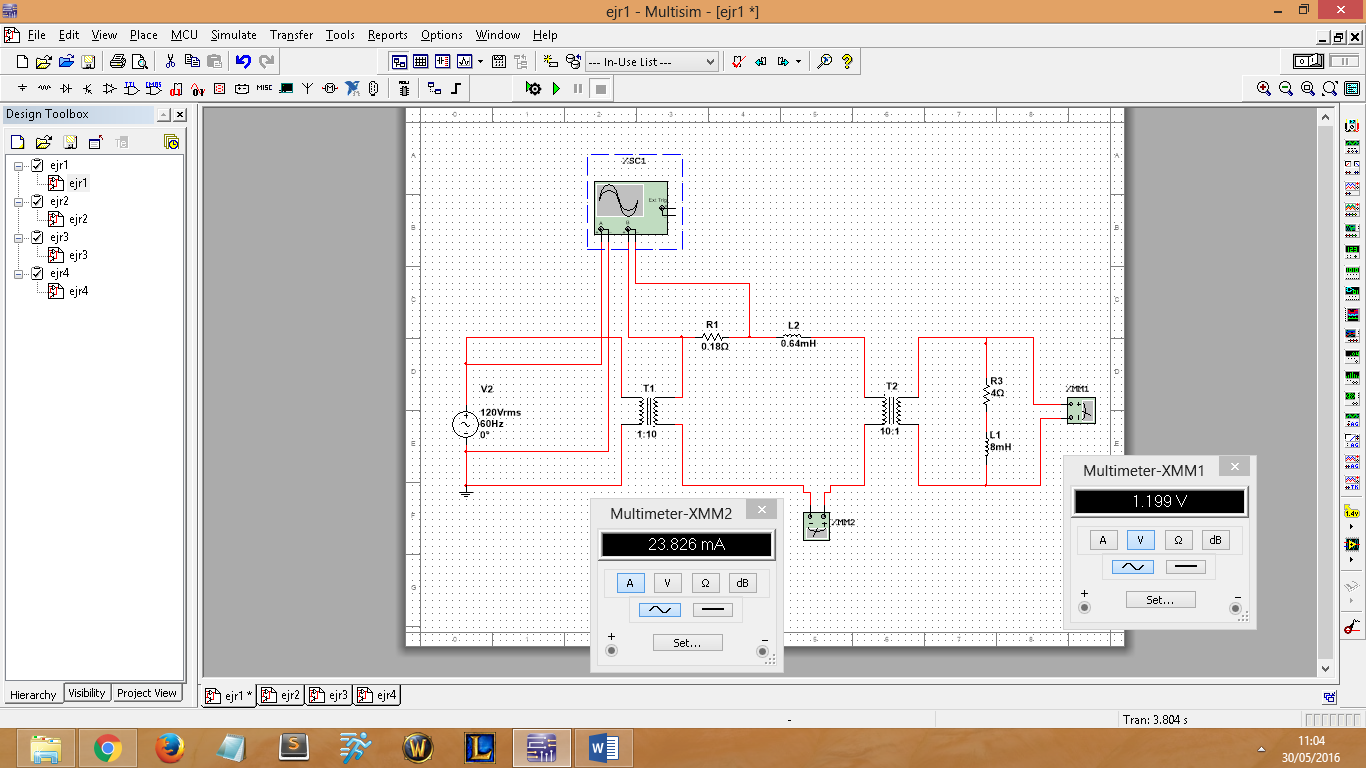 ejr1 - Multisim - [ejr1 *]
File Edit View Place MCU Simulate Transfer Tools Reports Options Window Help
--- In-Use List ---
MISC
Design Toolbox
ejr1
ejr1
ejr2
ejr2
ejr3
ejr3
ejr4
ejr4
Hierarchy Visibility Project View
XSC1
Ext Trig
A B
R1
0.18Ω
L2
0.64mH
V2
120Vrms
60Hz
0°
T1
1:10
T2
10:1
R3
4Ω
L1
8mH
XMM1
XMM2
Multimeter-XMM2
23.826 mA
A V Ω dB
+ Set... −
Multimeter-XMM1
1.199 V
A V Ω dB
+ Set... −
ejr1 * ejr2 ejr3 ejr4
- Tran: 3.804 s
11:04
30/05/2016